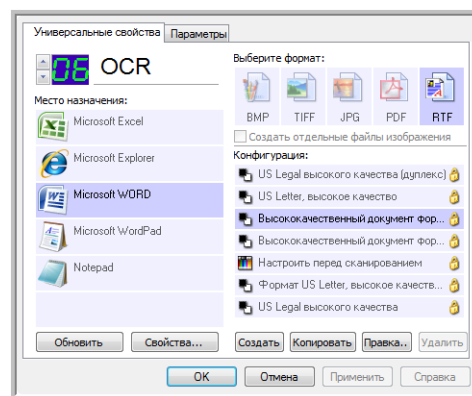 Универсальные свойства Параметры
06 OCR
Место назначения:
Microsoft Excel
Microsoft Explorer
Microsoft WORD
Microsoft WordPad
Notepad
Обновить Свойства...
Выберите формат:
BMP TIFF JPG PDF RTF
Создать отдельные файлы изображения
Конфигурация:
US Legal высокого качества (дуплекс)
US Letter, высокое качество
Высококачественный документ фор...
Высококачественный документ фор...
Настроить перед сканированием
Формат US Letter, высокое качеств...
US Legal высокого качества
Создать Копировать Правка.. Удалить
OK Отмена Применить Справка